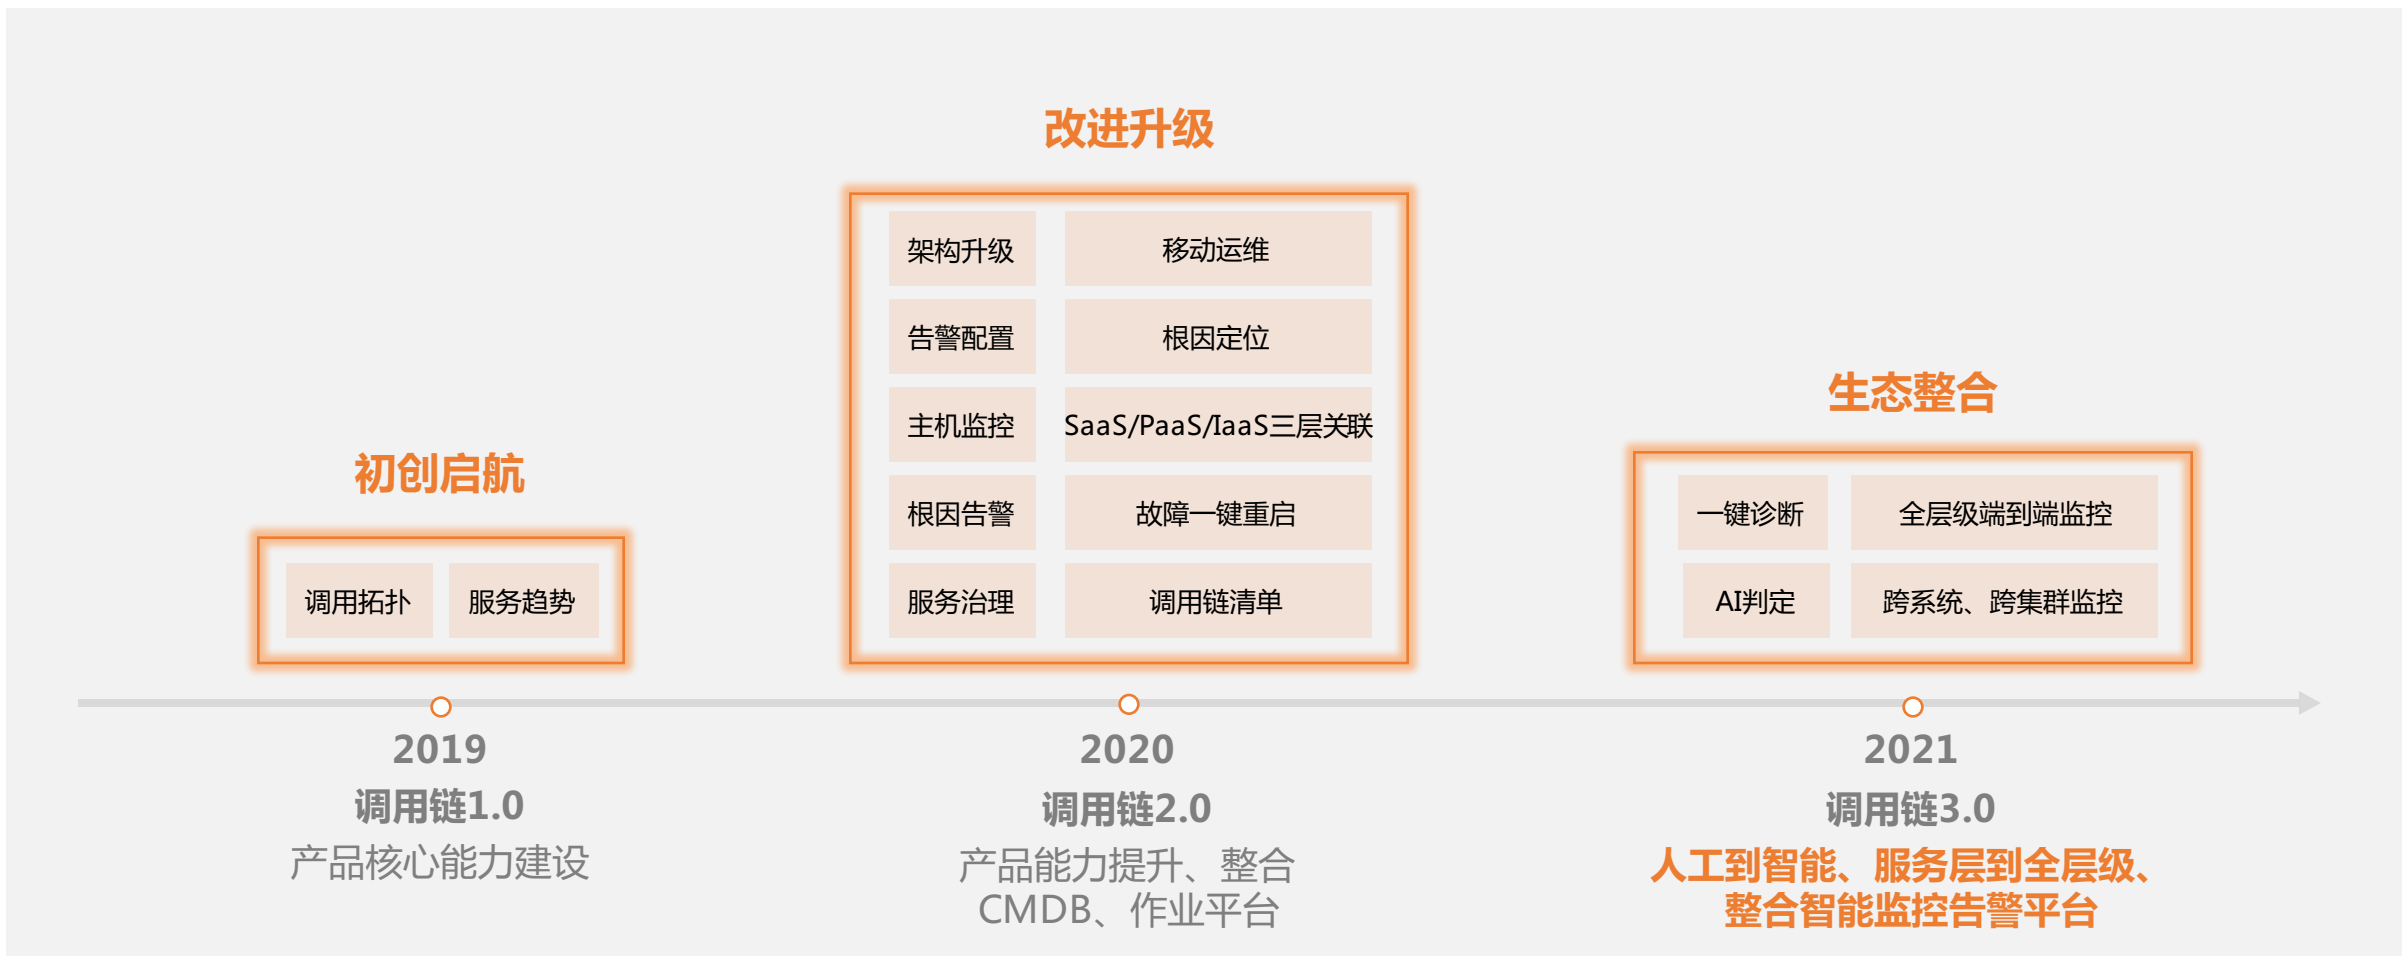 初创启航
调用拓扑
服务趋势
2019
调用链1.0
产品核心能力建设
改进升级
架构升级
移动运维
告警配置
根因定位
主机监控
SaaS/PaaS/IaaS三层关联
根因告警
故障一键重启
服务治理
调用链清单
2020
调用链2.0
产品能力提升、整合
CMDB、作业平台
生态整合
一键诊断
全层级端到端监控
AI判定
跨系统、跨集群监控
2021
调用链3.0
人工到智能、服务层到全层级、
整合智能监控告警平台